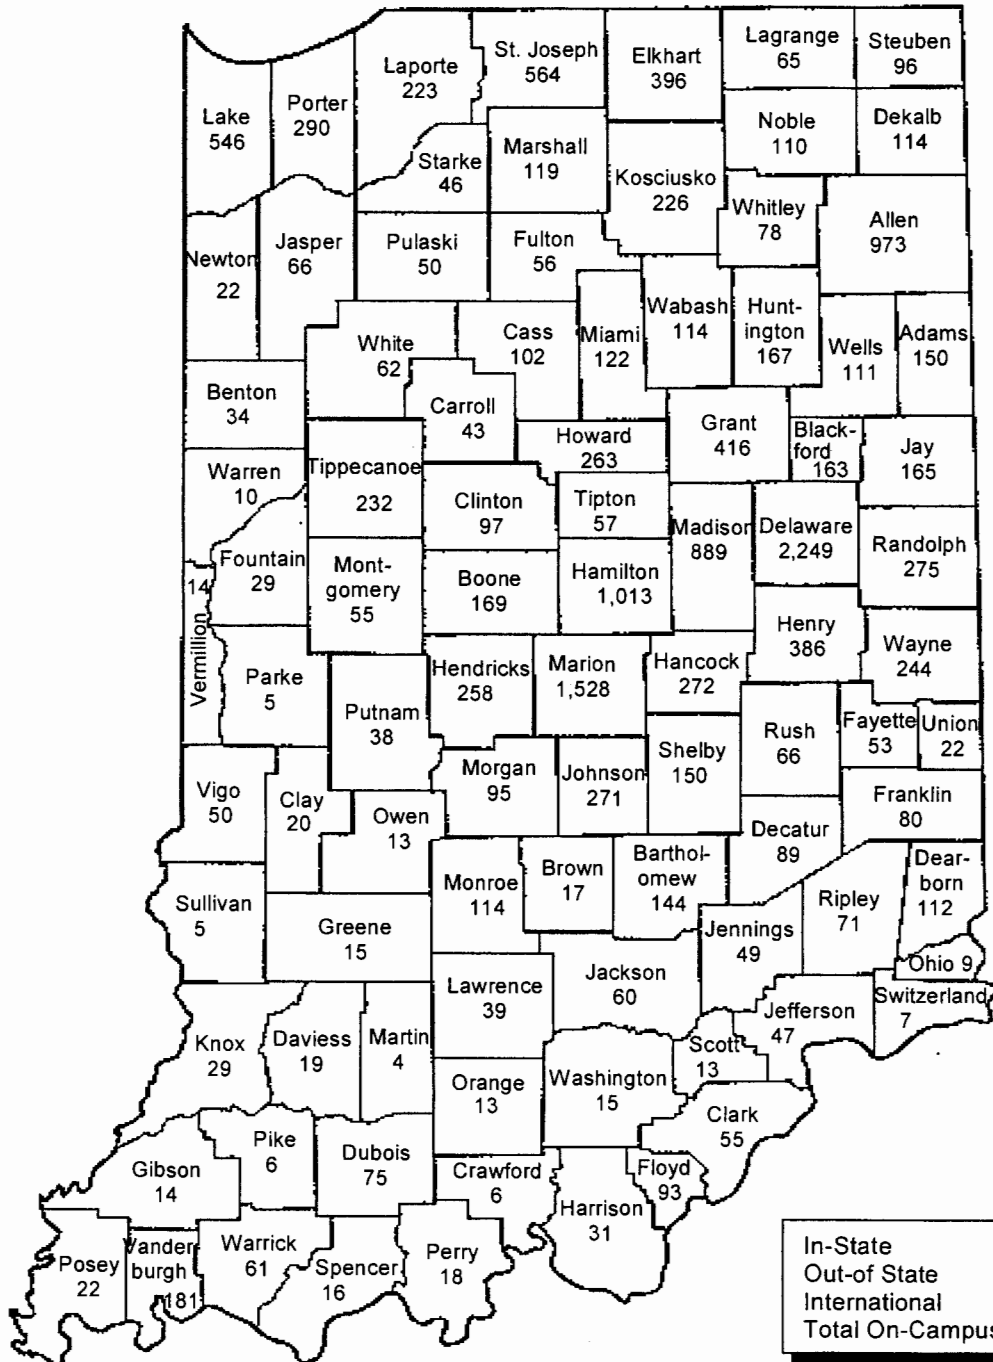 Lake
546
Porter
290
Laporte
223
St. Joseph
564
Elkhart
396
Lagrange
65
Steuben
96
Starke
46
Marshall
119
Kosciusko
226
Noble
110
Dekalb
114
Whitley
78
Allen
973
Newton
22
Jasper
66
Pulaski
50
Fulton
56
White
62
Cass
102
Miami
122
Wabash
114
Hunt-
ington
167
Wells
111
Adams
150
Benton
34
Carroll
43
Howard
263
Grant
416
Black-
ford
163
Jay
165
Warren
10
Tippecanoe
232
Clinton
97
Tipton
57
Madison
889
Delaware
2,249
Randolph
275
Fountain
29
14
Vermillion
Mont-
gomery
55
Boone
169
Hamilton
1,013
Henry
386
Wayne
244
Parke
5
Putnam
38
Hendricks
258
Marion
1,528
Hancock
272
Rush
66
Fayette
53
Union
22
Vigo
50
Clay
20
Owen
13
Morgan
95
Johnson
271
Shelby
150
Decatur
89
Franklin
80
Sullivan
5
Greene
15
Monroe
114
Brown
17
Barthol-
omew
144
Jennings
49
Ripley
71
Dear-
born
112
Ohio 9
Switzerland
7
Knox
29
Daviess
19
Martin
4
Lawrence
39
Jackson
60
Jefferson
47
Scott
13
Orange
13
Washington
15
Clark
55
Gibson
14
Pike
6
Dubois
75
Crawford
6
Harrison
31
Floyd
93
Posey
22
Vander
burgh
181
Warrick
61
Spencer
16
Perry
18
In-State
Out-of State
International
Total On-Campus